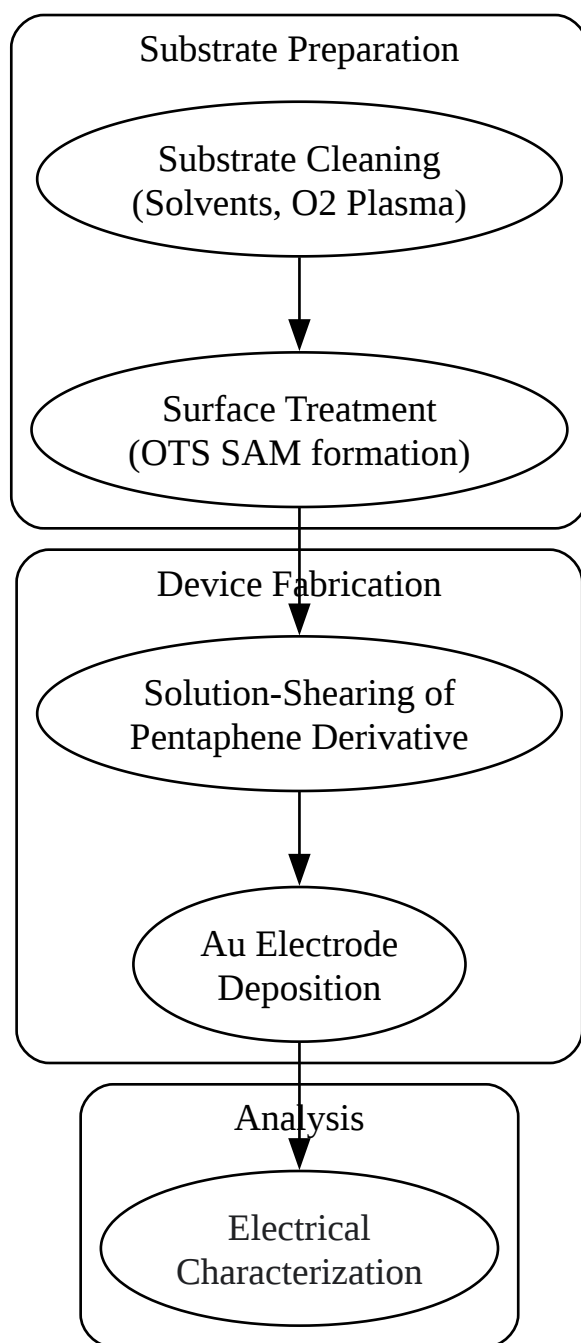 Substrate Preparation
Substrate Cleaning
(Solvents, O2 Plasma)
Surface Treatment
(OTS SAM formation)
Device Fabrication
Solution-Shearing of
Pentaphene Derivative
Au Electrode
Deposition
Analysis
Electrical
Characterization